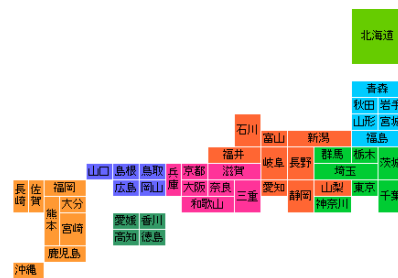 北海道
青森
秋田 岩手
山形 宮城
石川 富山 新潟 福島
福井 岐阜 長野 群馬 栃木 茨城
山口 島根 鳥取 兵庫 京都 滋賀 埼玉
長崎 佐賀 福岡 広島 岡山 大阪 奈良 三重 愛知 静岡 山梨 東京 千葉
熊本 大分 和歌山 神奈川
宮崎 愛媛 香川
高知 徳島
鹿児島
沖縄